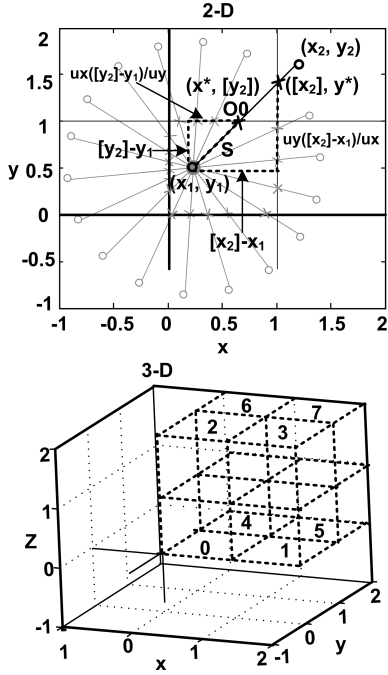 2-D
2
(x2, y2)
ux([y2]-y1)/uy
1.5
(x*, [y2])
([x2], y*)
O0
1
[y2]-y1
S
uy([x2]-x1)/ux
y
0.5
(x1, y1)
0
[x2]-x1
-0.5
-1
-1 -0.5 0 0.5 1 2
x
3-D
6 7
2 3
2
1
4 5
0 1
Z
0
-1
1 0 1 2
x
-1 0 1 2
y